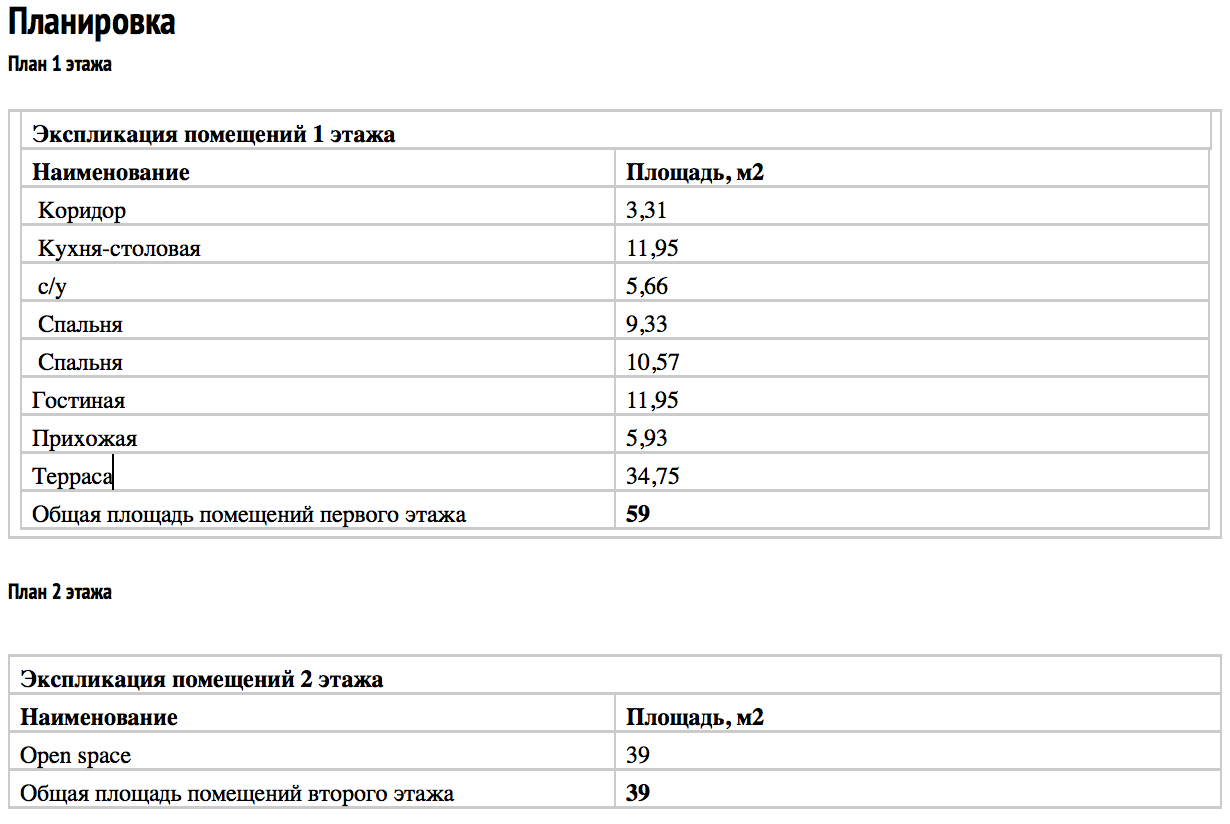 Планировка
План 1 этажа
Экспликация помещений 1 этажа
Наименование Площадь, м2
Коридор 3,31
Кухня-столовая 11,95
с/у 5,66
Спальня 9,33
Спальня 10,57
Гостиная 11,95
Прихожая 5,93
Терраса 34,75
Общая площадь помещений первого этажа 59
План 2 этажа
Экспликация помещений 2 этажа
Наименование Площадь, м2
Open space 39
Общая площадь помещений второго этажа 39